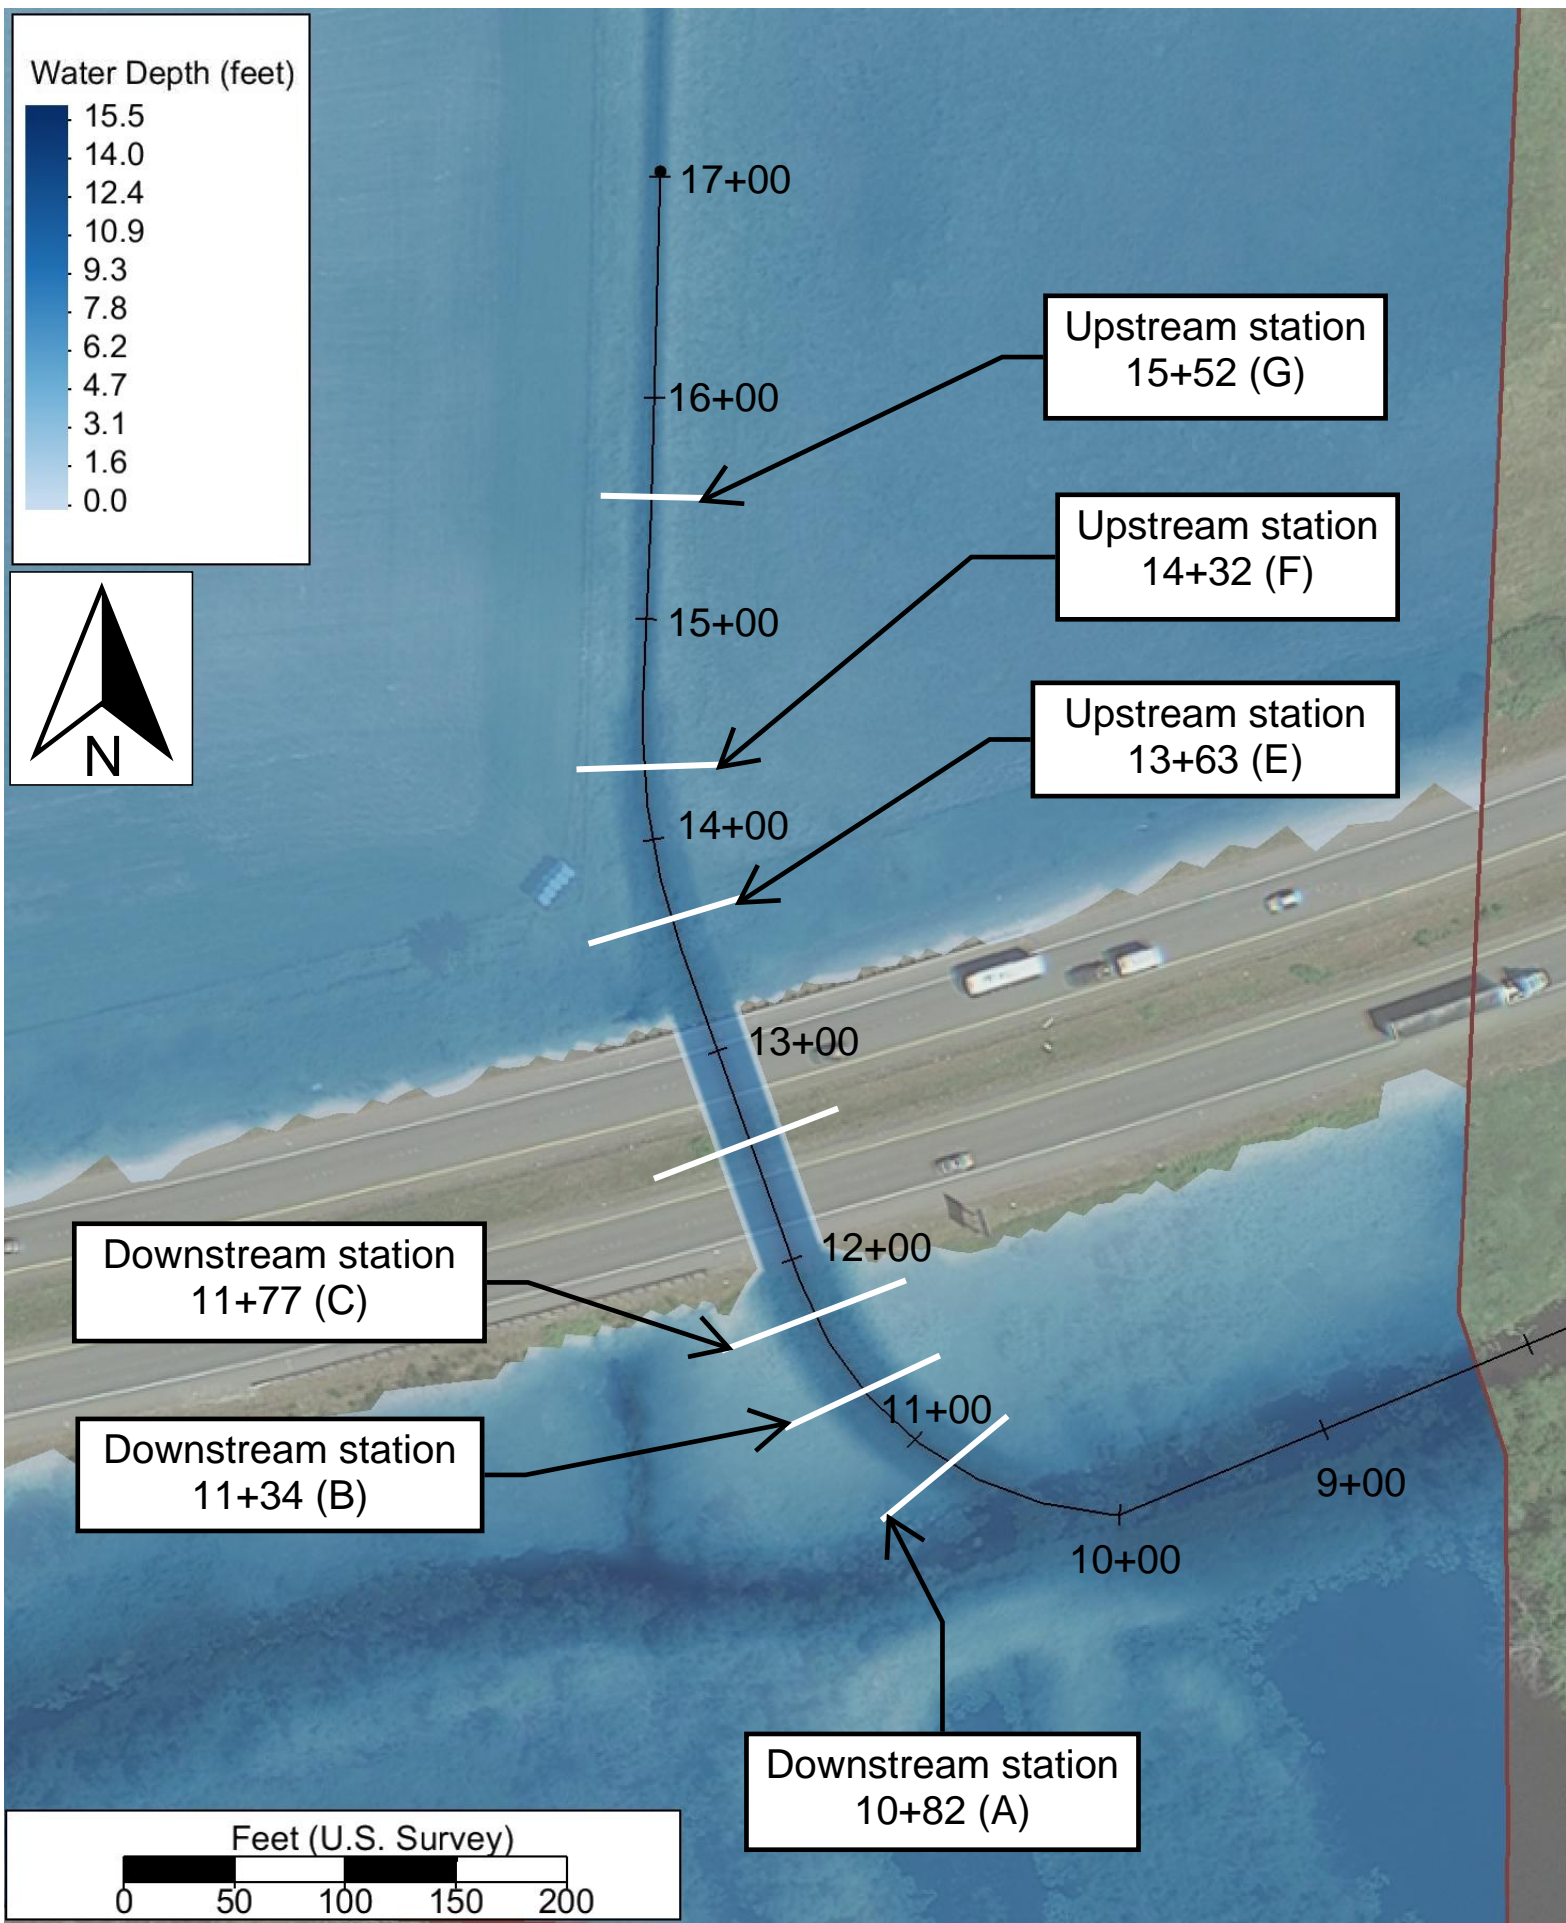 Water Depth (feet)
15.5
14.0
12.4
10.9
9.3
7.8
6.2
4.7
3.1
1.6
0.0
N
17+00
Upstream station
15+52 (G)
16+00
Upstream station
14+32 (F)
15+00
Upstream station
13+63 (E)
14+00
13+00
12+00
Downstream station
11+77 (C)
11+00
Downstream station
11+34 (B)
9+00
10+00
Downstream station
10+82 (A)
Feet (U.S. Survey)
0 50 100 150 200